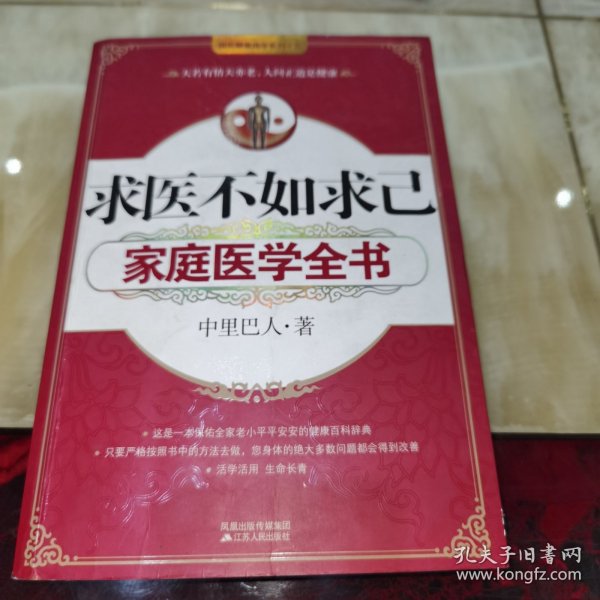 天若有情天亦老，人间正道是健康
求医不如求己
家庭医学全书
中里巴人·著
这是一本保佑全家老小平平安安的健康百科辞典
只要严格按照书中的方法去做，您身体的绝大多数问题都会得到改善
活学活用 生命长青
凤凰出版传媒集团
江苏人民出版社
孔夫子旧书网
www.kongfz.com